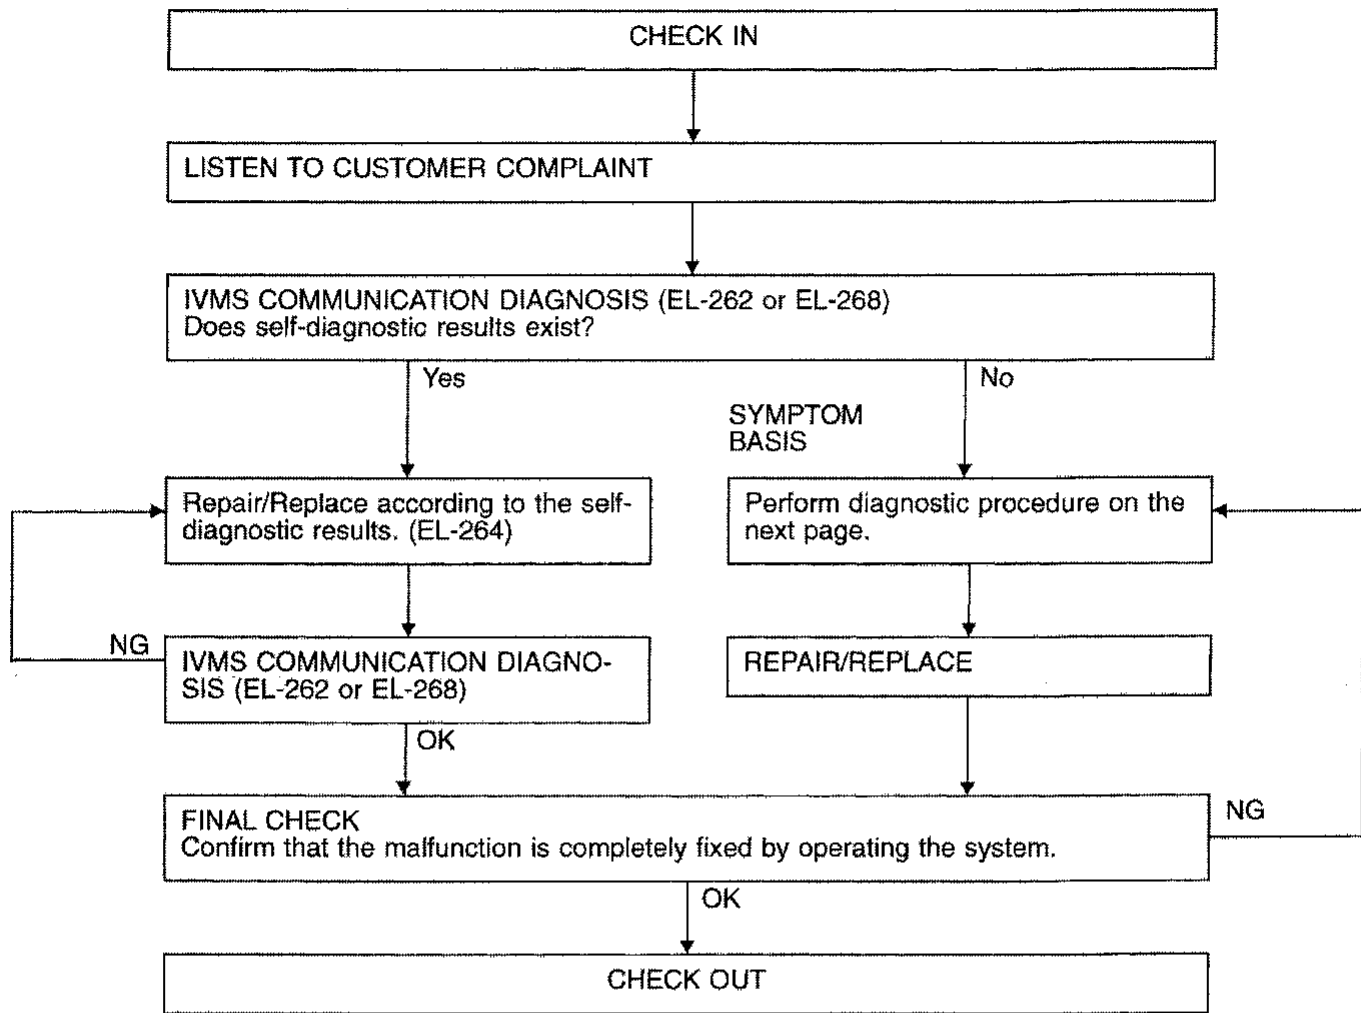 CHECK IN
LISTEN TO CUSTOMER COMPLAINT
IVMS COMMUNICATION DIAGNOSIS (EL-262 or EL-268)
Does self-diagnostic results exist?
Yes
No
SYMPTOM
BASIS
Repair/Replace according to the self-
diagnostic results. (EL-264)
Perform diagnostic procedure on the
next page.
NG
IVMS COMMUNICATION DIAGNO-
SIS (EL-262 or EL-268)
REPAIR/REPLACE
OK
FINAL CHECK
Confirm that the malfunction is completely fixed by operating the system.
NG
OK
CHECK OUT